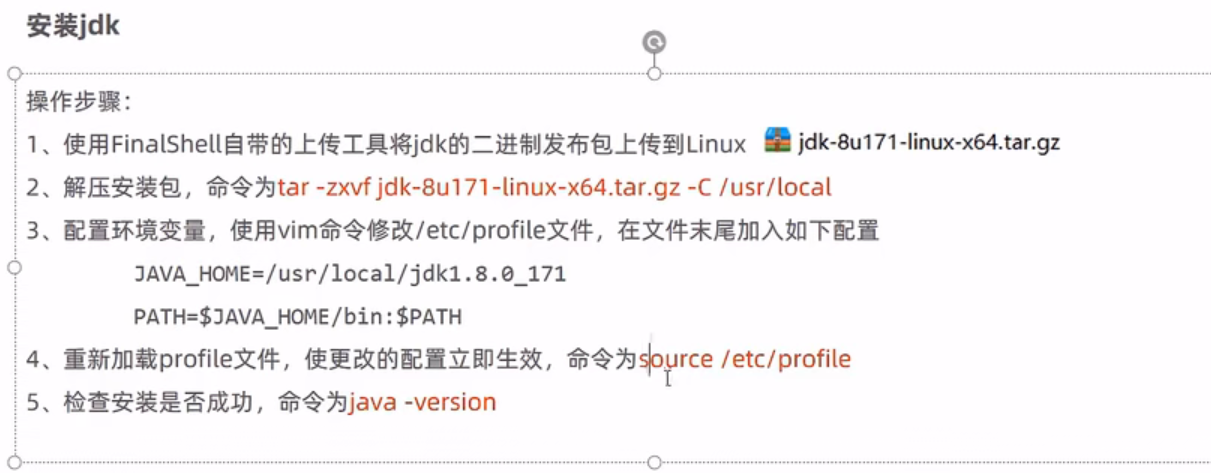 安装jdk
操作步骤：
1、使用FinalShell自带的上传工具将jdk的二进制发布包上传到Linux jdk-8u171-linux-x64.tar.gz
2、解压安装包，命令为tar -zxvf jdk-8u171-linux-x64.tar.gz -C /usr/local
3、配置环境变量，使用vim命令修改/etc/profile文件，在文件末尾加入如下配置
JAVA_HOME=/usr/local/jdk1.8.0_171
PATH=$JAVA_HOME/bin:$PATH
4、重新加载profile文件，使更改的配置立即生效，命令为source /etc/profile
5、检查安装是否成功，命令为java -version